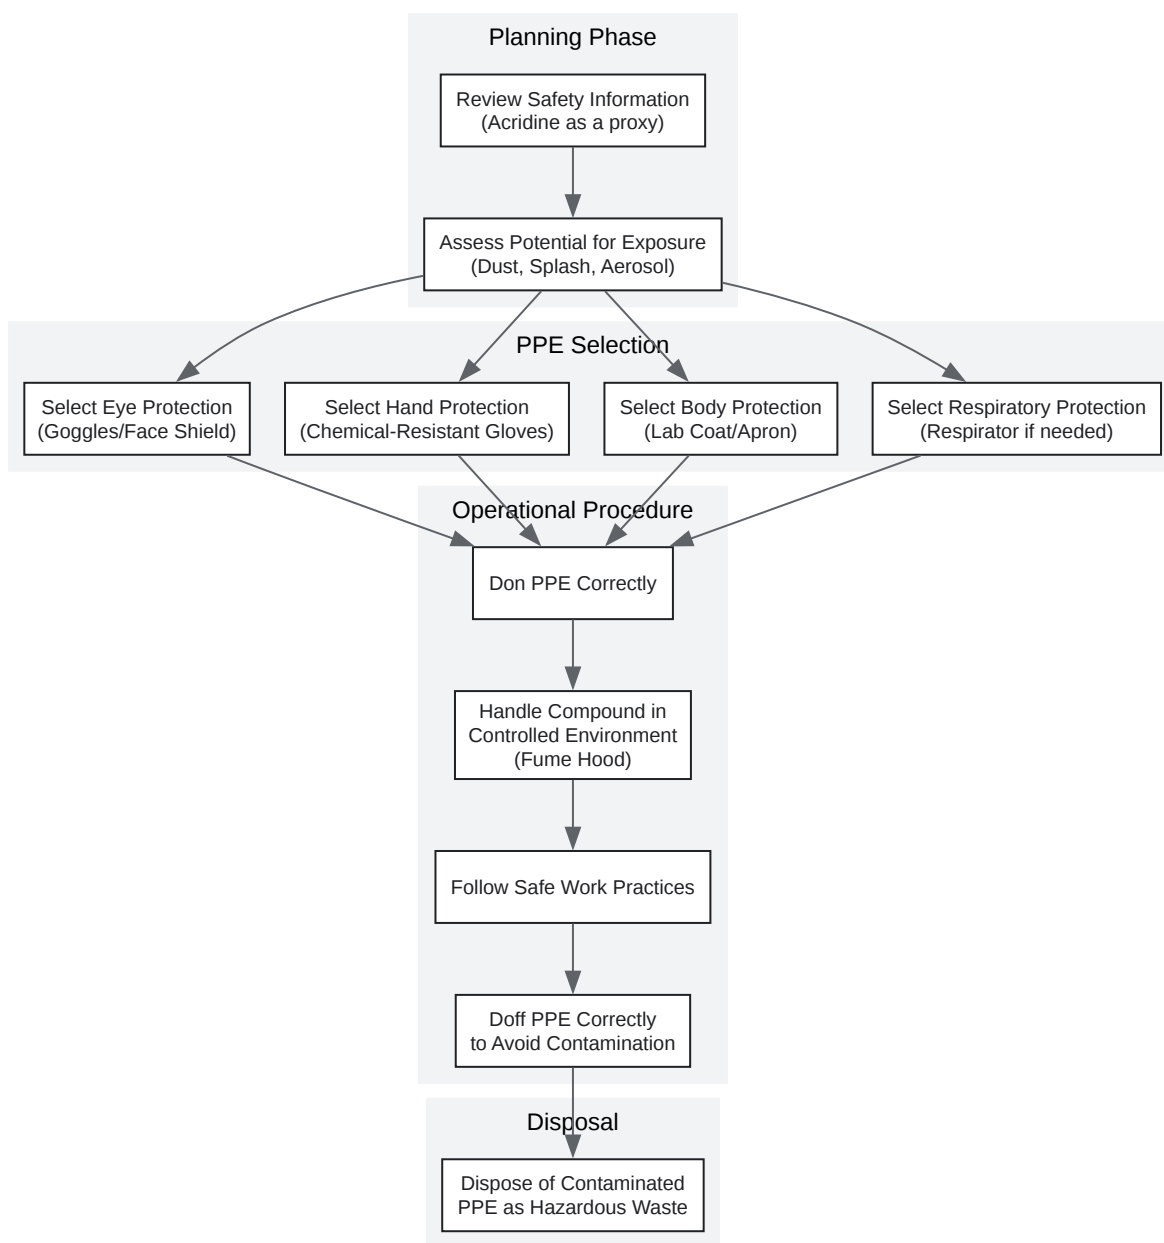 Planning Phase
Review Safety Information
(Acridine as a proxy)
Assess Potential for Exposure
(Dust, Splash, Aerosol)
PPE Selection
Select Eye Protection
(Goggles/Face Shield)
Select Hand Protection
(Chemical-Resistant Gloves)
Select Body Protection
(Lab Coat/Apron)
Select Respiratory Protection
(Respirator if needed)
Operational Procedure
Don PPE Correctly
Handle Compound in
Controlled Environment
(Fume Hood)
Follow Safe Work Practices
Doff PPE Correctly
to Avoid Contamination
Disposal
Dispose of Contaminated
PPE as Hazardous Waste